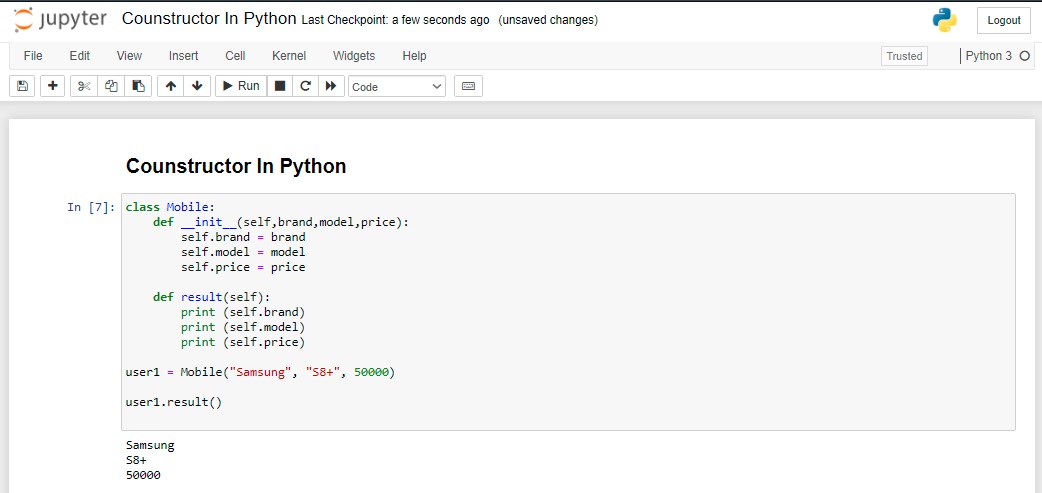 jupyter Counstructor In Python Last Checkpoint: a few seconds ago (unsaved changes) Logout
File Edit View Insert Cell Kernel Widgets Help Trusted Python 3
Run Code
Counstructor In Python
In [7]: class Mobile:
    def __init__(self,brand,model,price):
        self.brand = brand
        self.model = model
        self.price = price
    def result(self):
        print (self.brand)
        print (self.model)
        print (self.price)
user1 = Mobile("Samsung", "S8+", 50000)
user1.result()
Samsung
S8+
50000